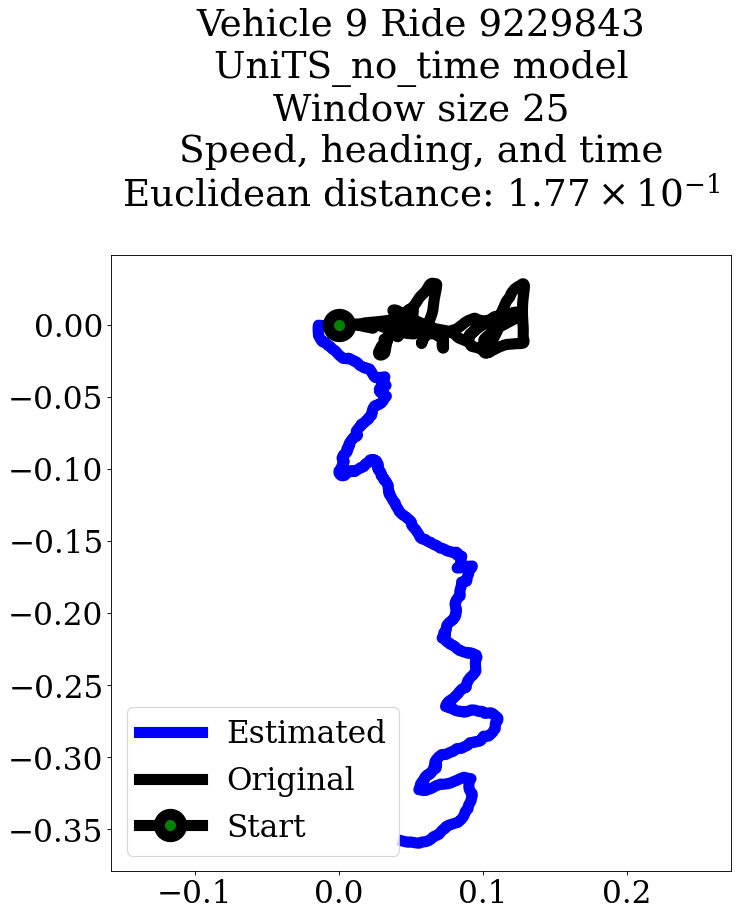 Vehicle 9 Ride 9229843
UniTS_no_time model
Window size 25
Speed, heading, and time
Euclidean distance: $1.77 \times 10^{-1}$
0.00
−0.05
−0.10
−0.15
−0.20
−0.25
−0.30
−0.35
Estimated
Original
Start
−0.1
0.0
0.1
0.2